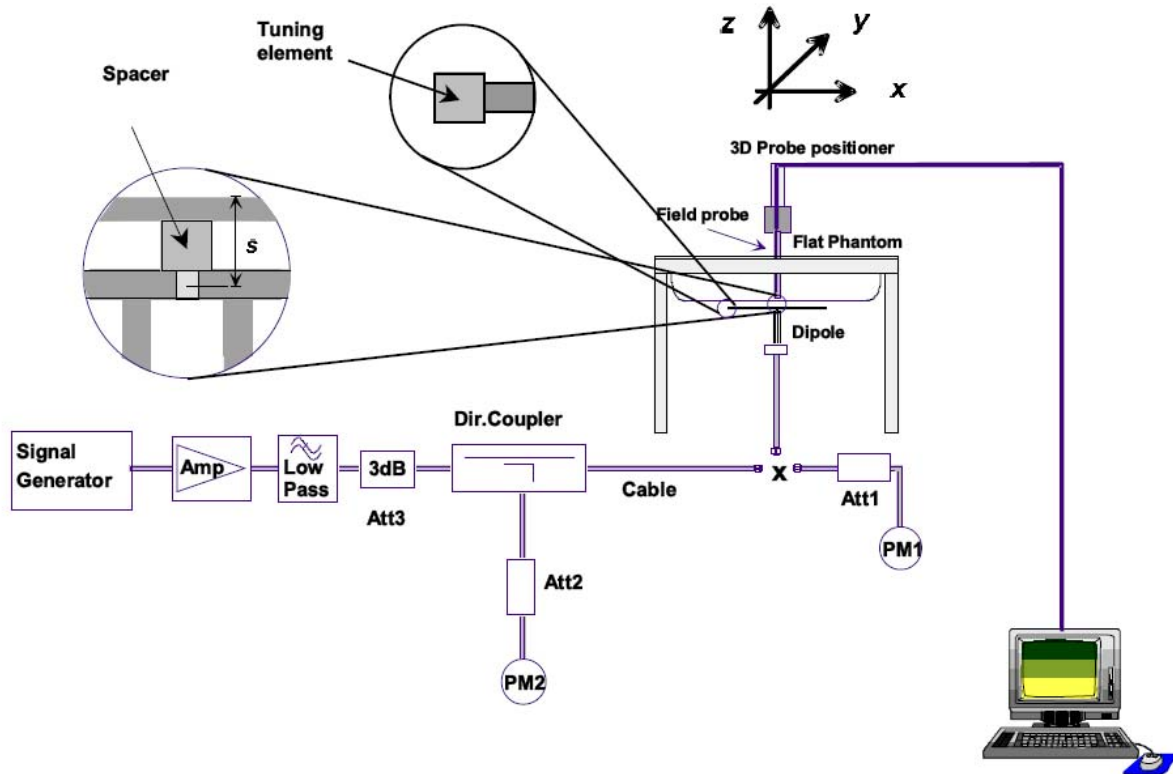 Tuning
element
Spacer
s
z
y
x
3D Probe positioner
Field probe
Flat Phantom
Dipole
Dir.Coupler
Signal
Generator
Amp
Low
Pass
3dB
Att3
Cable
x
Att1
PM1
Att2
PM2